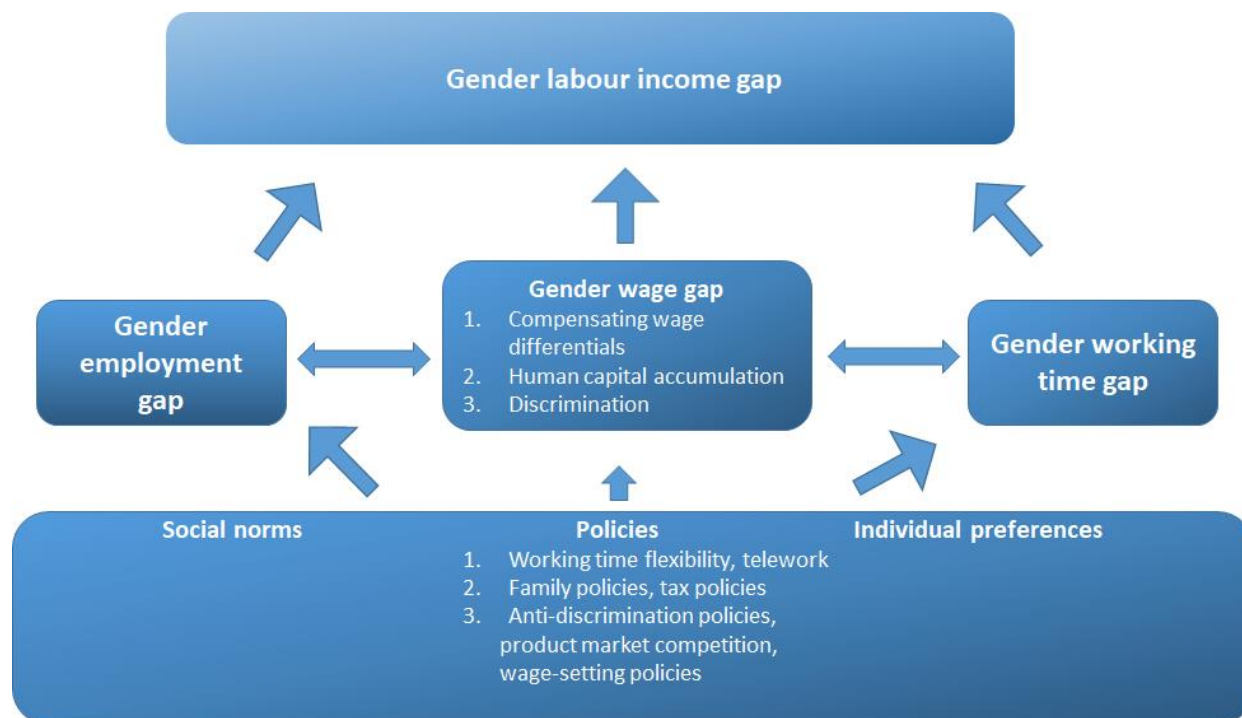 Gender labour income gap
Gender
employment
gap
Gender wage gap
1. Compensating wage
differentials
2. Human capital accumulation
3. Discrimination
Gender working
time gap
Social norms
Policies
1. Working time flexibility, telework
2. Family policies, tax policies
3. Anti-discrimination policies,
product market competition,
wage-setting policies
Individual preferences